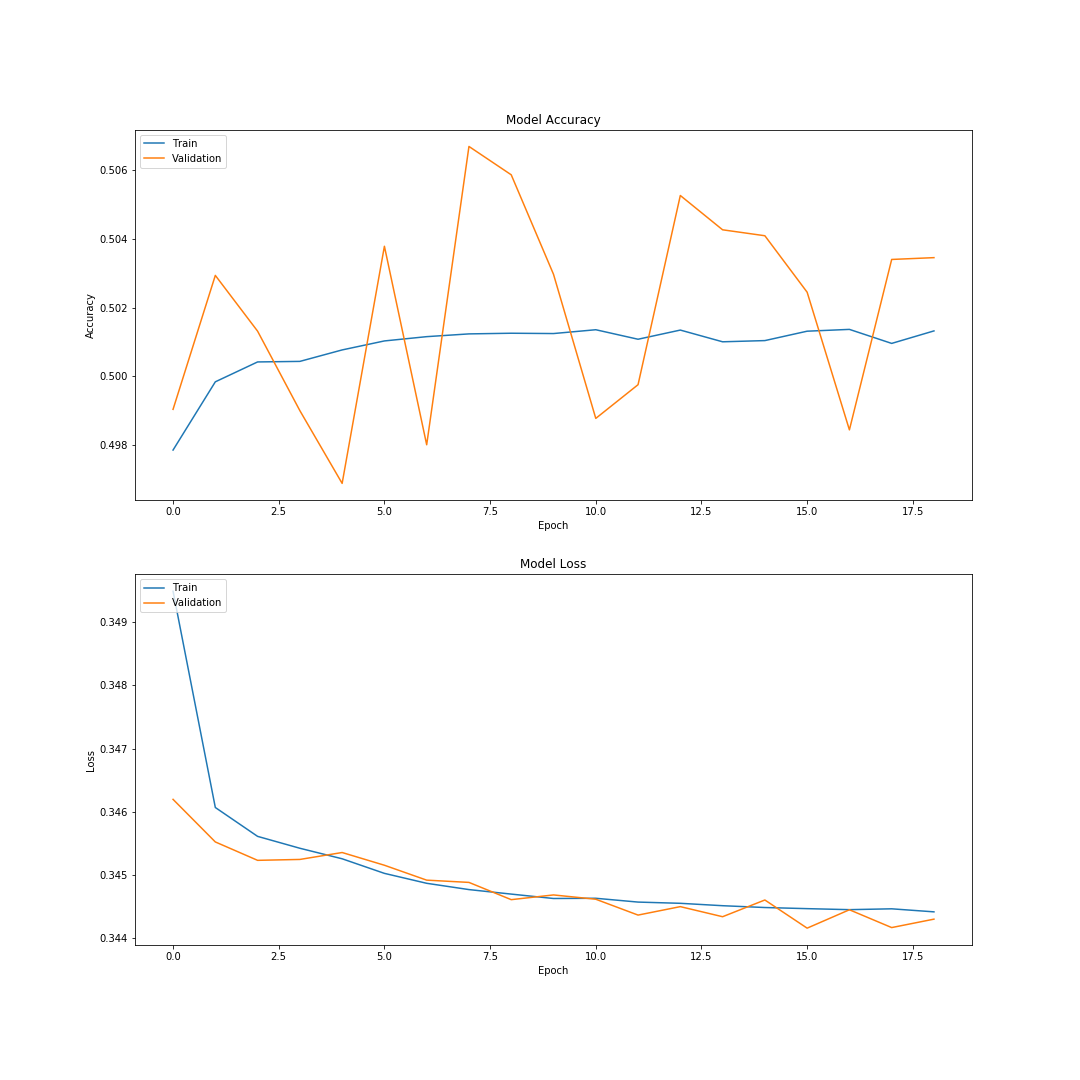 Model Accuracy
Train
Validation
0.506
0.504
0.502
0.500
0.498
Accuracy
0.0 2.5 5.0 7.5 10.0 12.5 15.0 17.5
Epoch
Model Loss
Train
Validation
0.349
0.348
0.347
0.346
0.345
0.344
Loss
0.0 2.5 5.0 7.5 10.0 12.5 15.0 17.5
Epoch